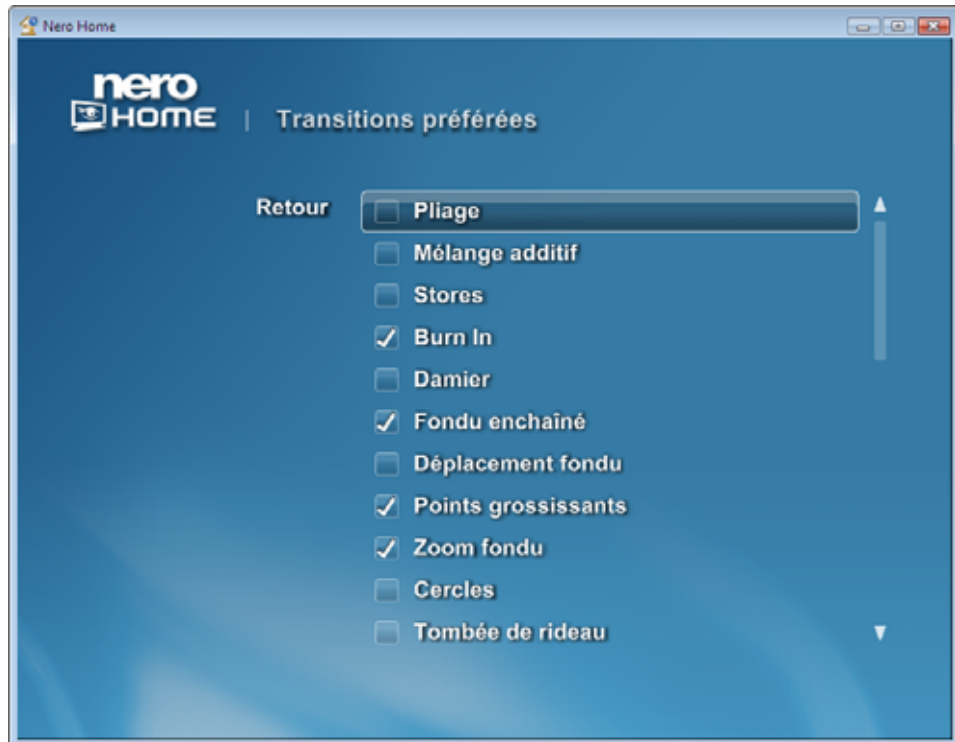 Nero Home
nero
HOME | Transitions préférées
Retour
Pliage
Mélange additif
Stores
Burn In
Damier
Fondu enchaîné
Déplacement fondu
Points grossissants
Zoom fondu
Cercles
Tombée de rideau